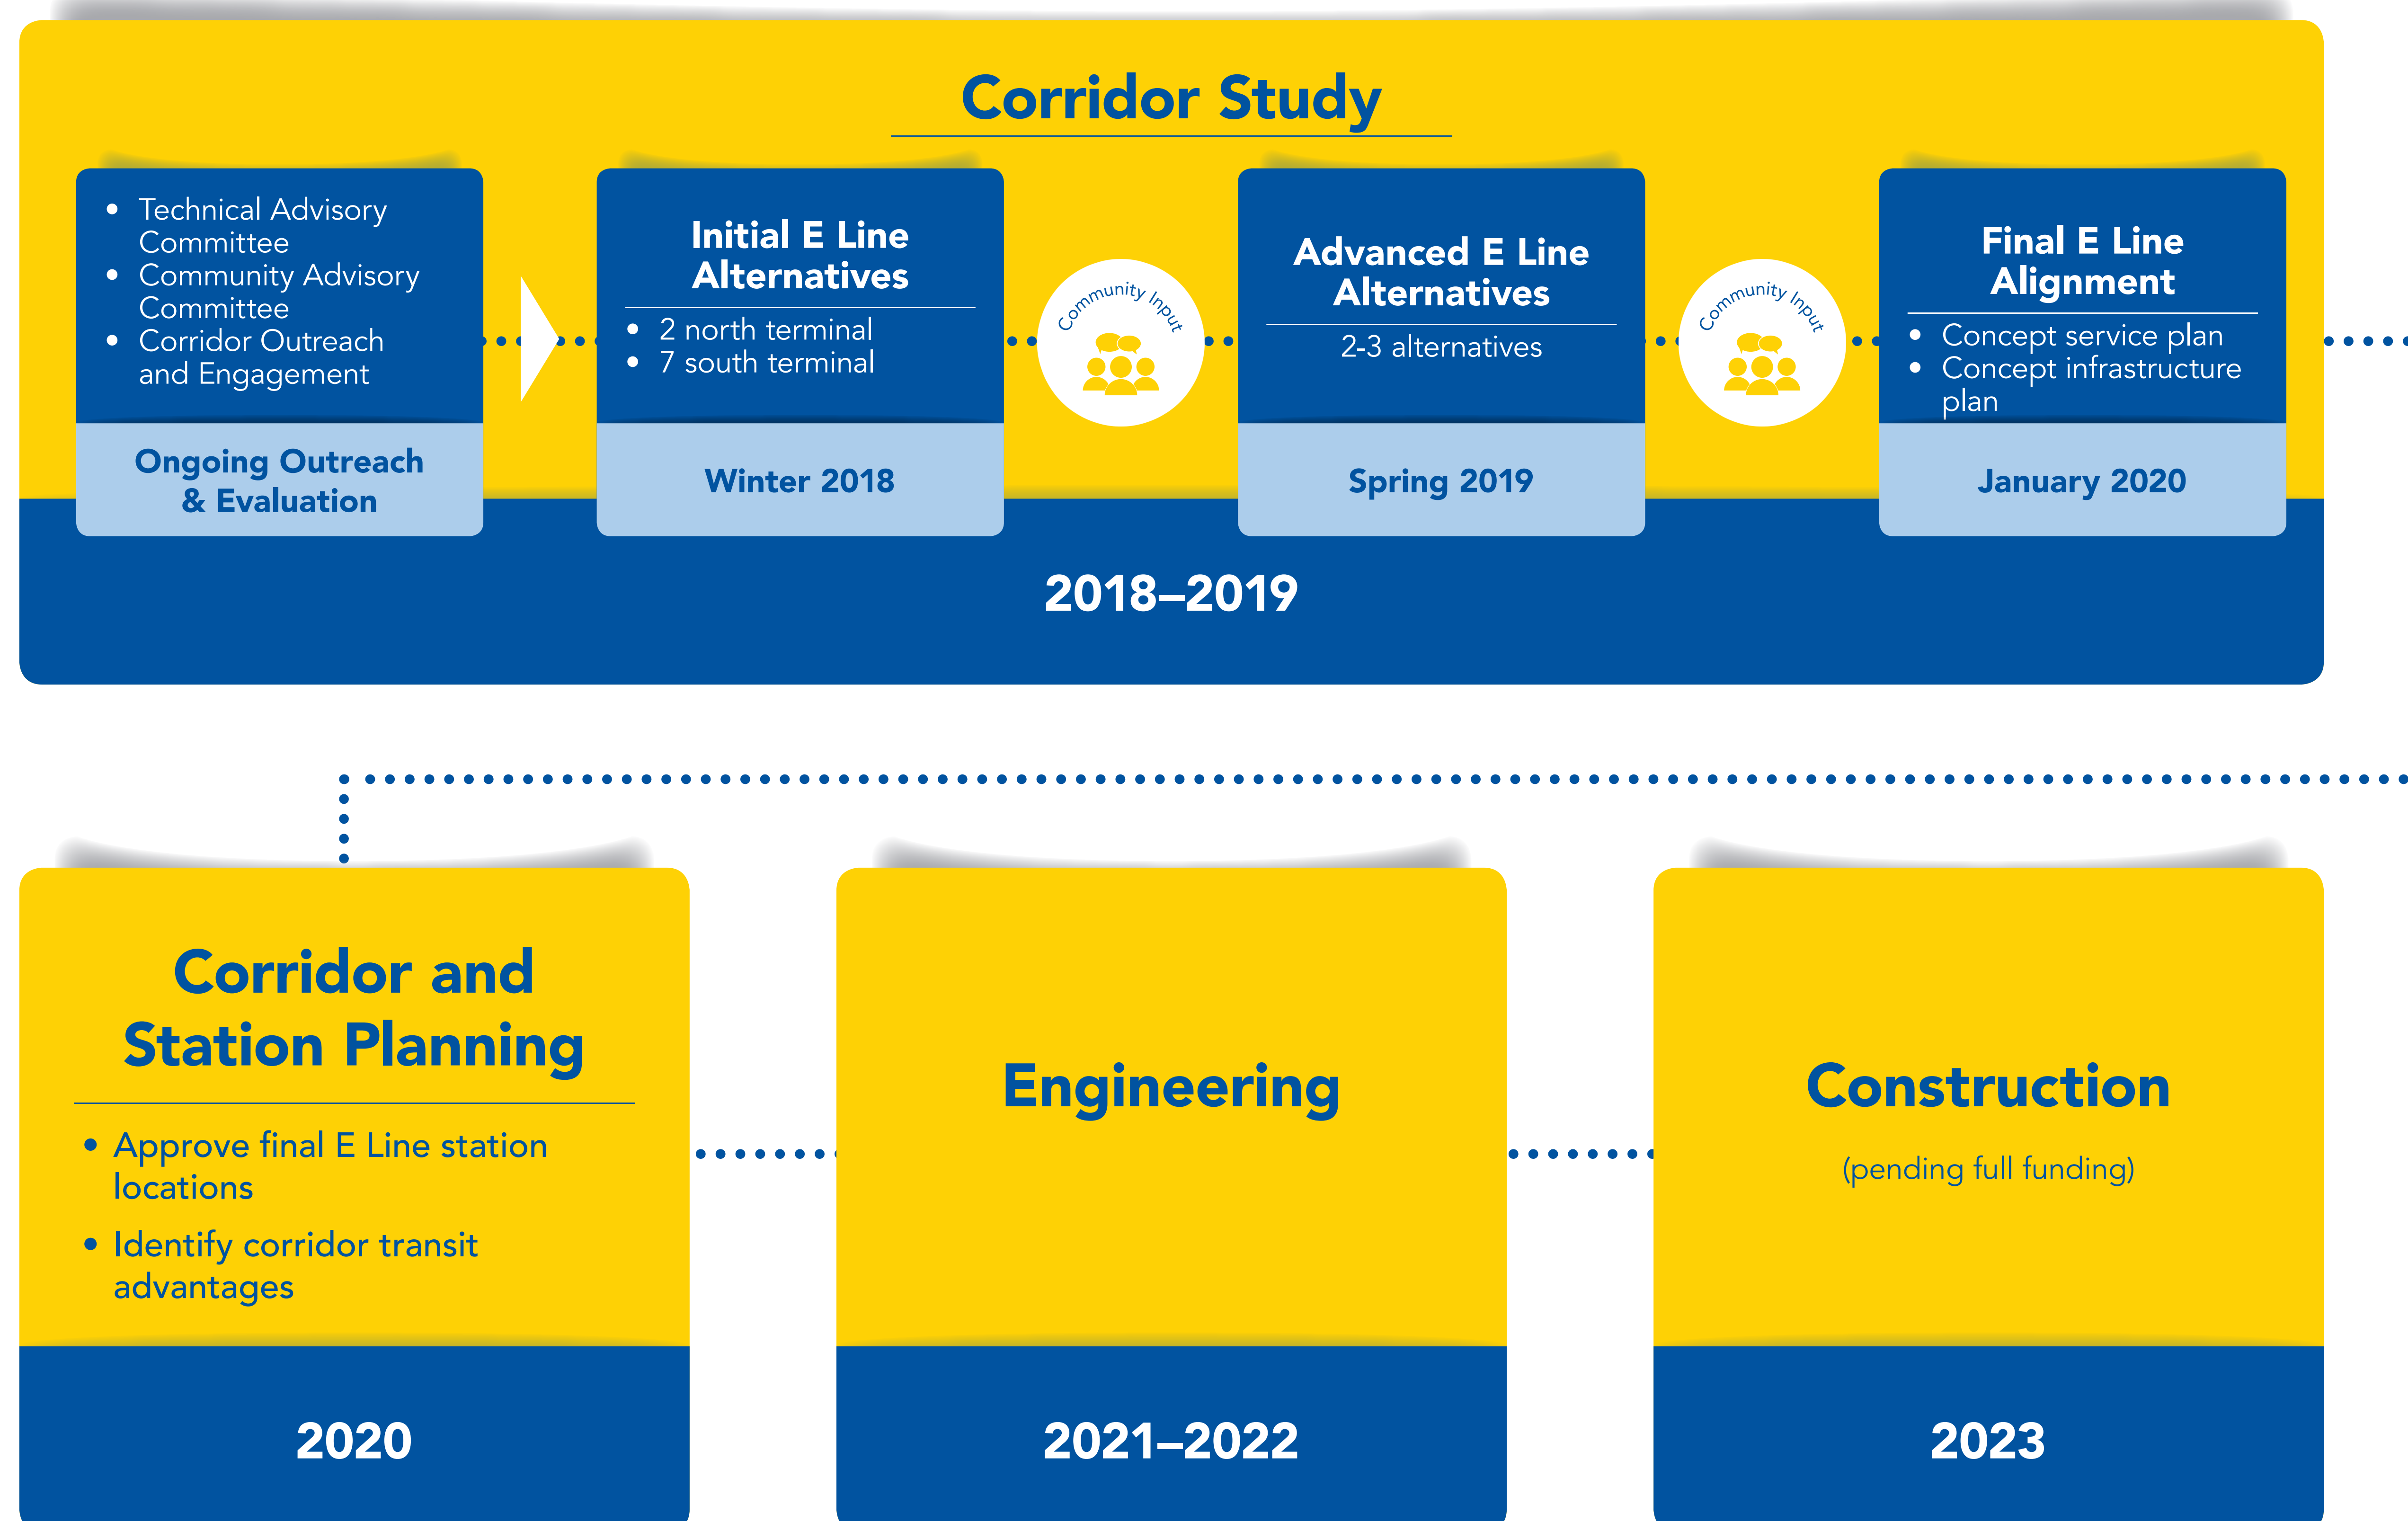 Corridor Study
• Technical Advisory
Committee
• Community Advisory
Committee
• Corridor Outreach
and Engagement
Ongoing Outreach
& Evaluation
Initial E Line
Alternatives
• 2 north terminal
• 7 south terminal
Winter 2018
Community Input
Advanced E Line
Alternatives
2-3 alternatives
Spring 2019
Community Input
Final E Line
Alignment
• Concept service plan
• Concept infrastructure
plan
January 2020
2018–2019
Corridor and
Station Planning
• Approve final E Line station
locations
• Identify corridor transit
advantages
2020
Engineering
2021–2022
Construction
(pending full funding)
2023